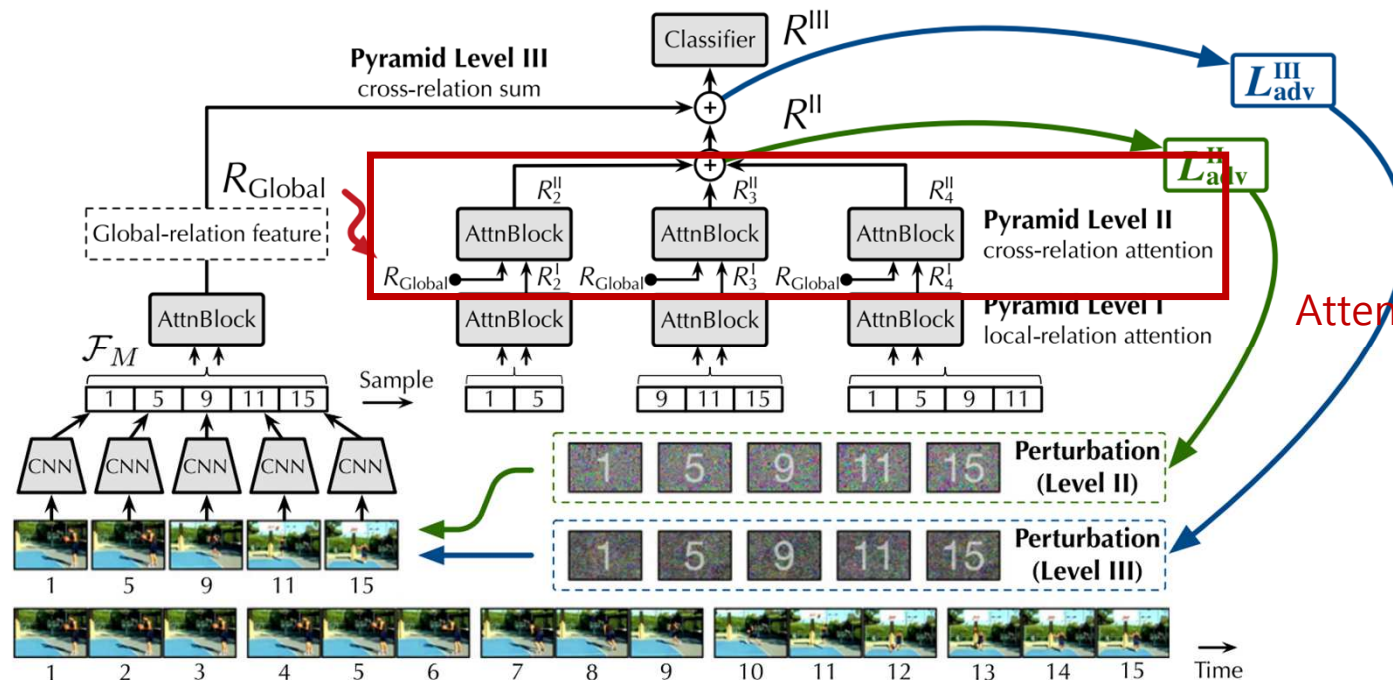 Classifier
R^III
Pyramid Level III
cross-relation sum
L^III_adv
+
R^II
L^II_adv
+
R_Global
R^II_2
R^II_3
R^II_4
Global-relation feature
AttnBlock
AttnBlock
AttnBlock
Pyramid Level II
cross-relation attention
R_Global
R^I_2
R_Global
R^I_3
R_Global
R^I_4
AttnBlock
AttnBlock
AttnBlock
AttnBlock
Pyramid Level I
local-relation attention
Atten
F_M
Sample
1 5 9 11 15
1 5
9 11 15
1 5 9 11
CNN CNN CNN CNN CNN
1 5 9 11 15
Perturbation
(Level II)
1 5 9 11 15
Perturbation
(Level III)
1 5 9 11 15
1 2 3 4 5 6 7 8 9 10 11 12 13 14 15
Time